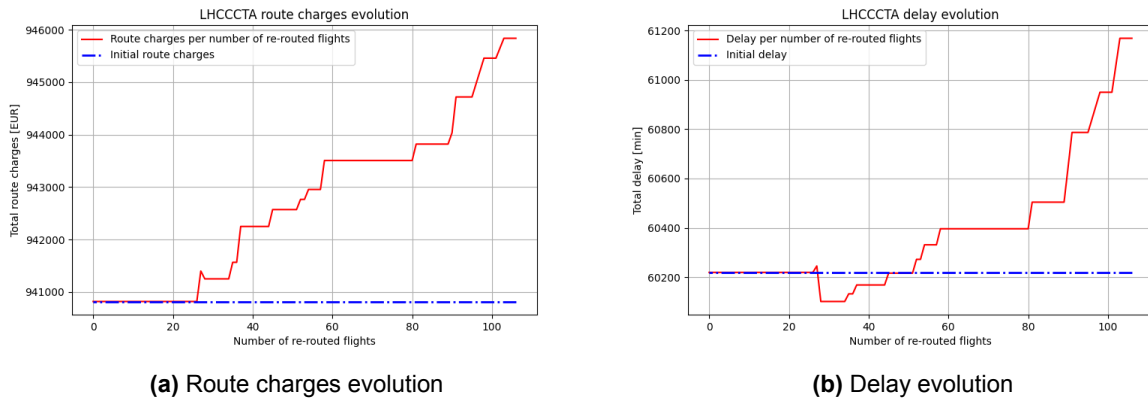 LHCCCTA route charges evolution
Route charges per number of re-routed flights
Initial route charges
Total route charges [EUR]
946000
945000
944000
943000
942000
941000
0 20 40 60 80 100
Number of re-routed flights
(a) Route charges evolution
LHCCCTA delay evolution
Delay per number of re-routed flights
Initial delay
Total delay [min]
61200
61000
60800
60600
60400
60200
0 20 40 60 80 100
Number of re-routed flights
(b) Delay evolution